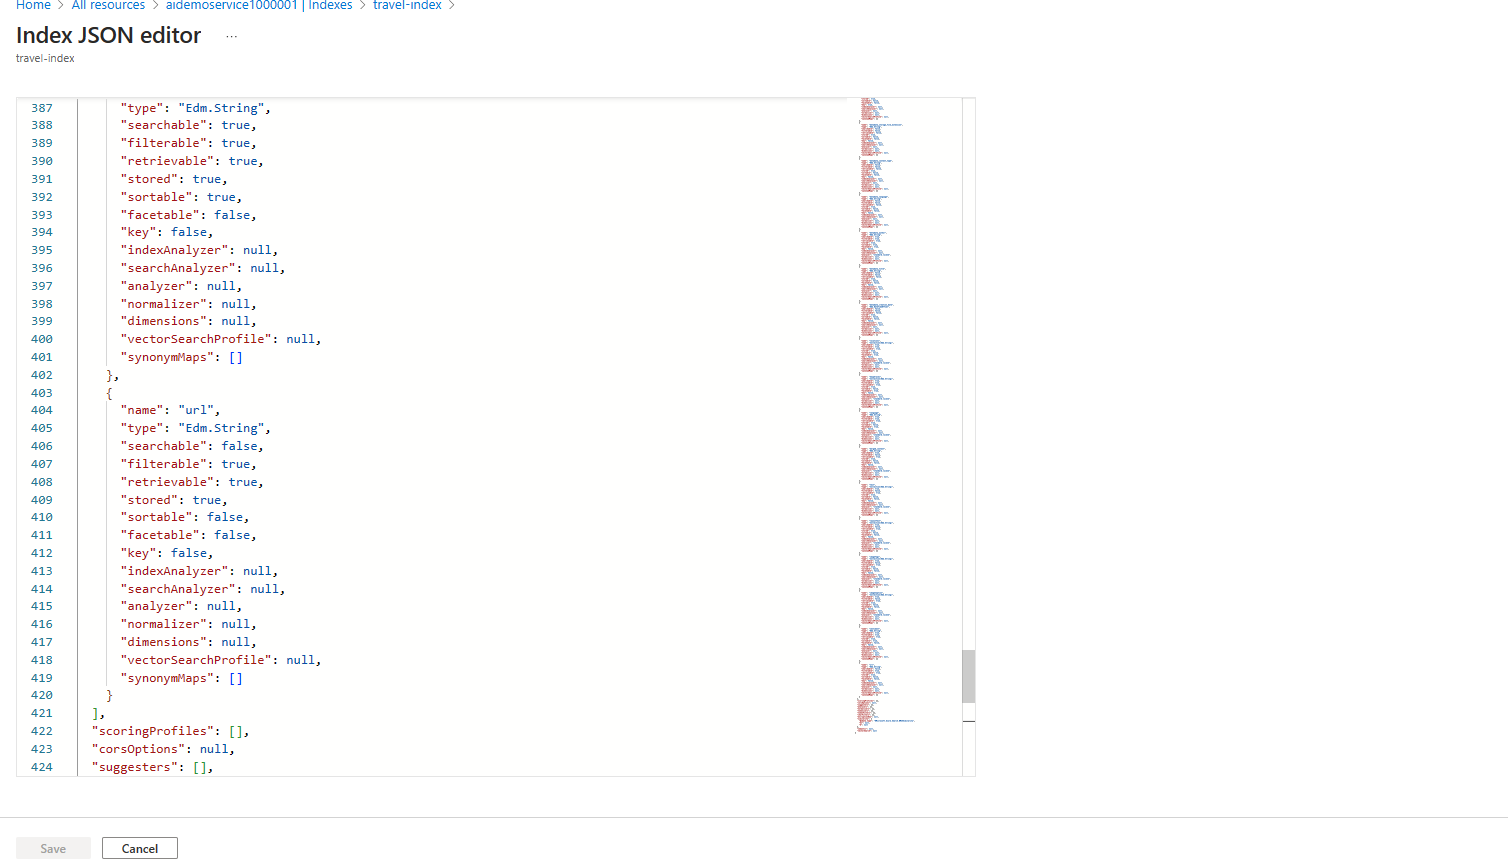 Home > All resources > aidemoservice1000001 | Indexes > travel-index >
Index JSON editor ...
travel-index
387 "type": "Edm.String",
388 "searchable": true,
389 "filterable": true,
390 "retrievable": true,
391 "stored": true,
392 "sortable": true,
393 "facetable": false,
394 "key": false,
395 "indexAnalyzer": null,
396 "searchAnalyzer": null,
397 "analyzer": null,
398 "normalizer": null,
399 "dimensions": null,
400 "vectorSearchProfile": null,
401 "synonymMaps": []
402 },
403 {
404 "name": "url",
405 "type": "Edm.String",
406 "searchable": false,
407 "filterable": true,
408 "retrievable": true,
409 "stored": true,
410 "sortable": false,
411 "facetable": false,
412 "key": false,
413 "indexAnalyzer": null,
414 "searchAnalyzer": null,
415 "analyzer": null,
416 "normalizer": null,
417 "dimensions": null,
418 "vectorSearchProfile": null,
419 "synonymMaps": []
420 }
421 ],
422 "scoringProfiles": [],
423 "corsOptions": null,
424 "suggesters": [],
Save
Cancel